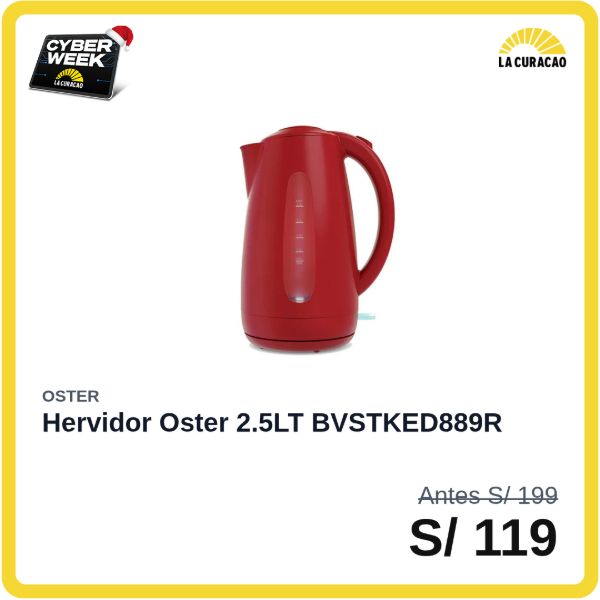 CYBER
WEEK
LA CURACAO
LA CURACAO
OSTER
Hervidor Oster 2.5LT BVSTKED889R
Antes S/ 199
S/ 119